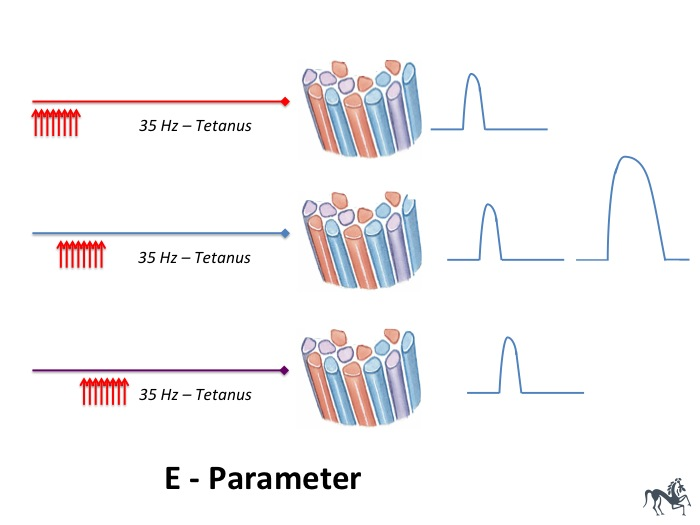 35 Hz – Tetanus
35 Hz – Tetanus
35 Hz – Tetanus
E - Parameter